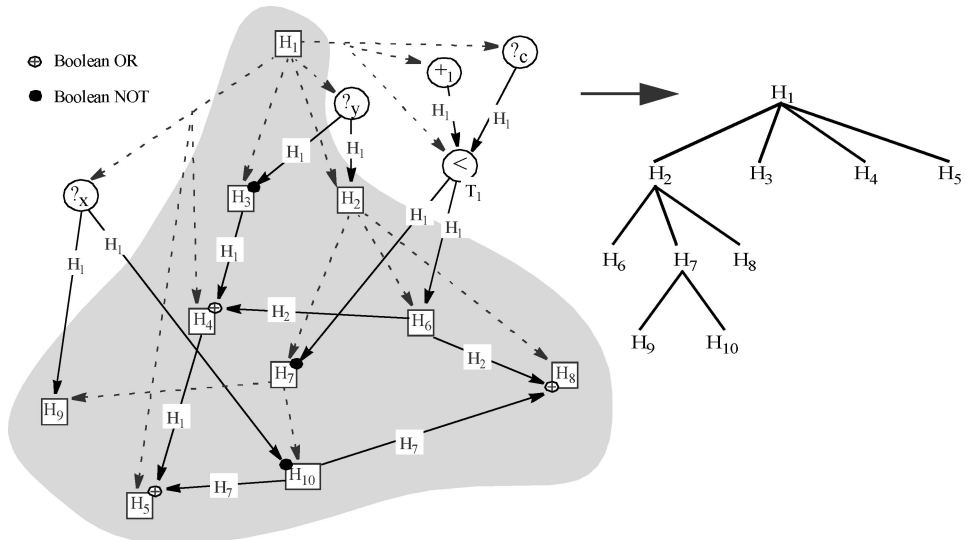 H1
?c
+1
⊕ Boolean OR
● Boolean NOT
?y
H1
H1
H1
H1
H1
<
T1
H1
?x
H3
H2
H1
H1
H1
H1
H1
H2
H6
H3
H4
H5
H4
H2
H6
H7
H8
H6
H7
H8
H2
H9
H10
H9
H1
H7
H10
H7
H5